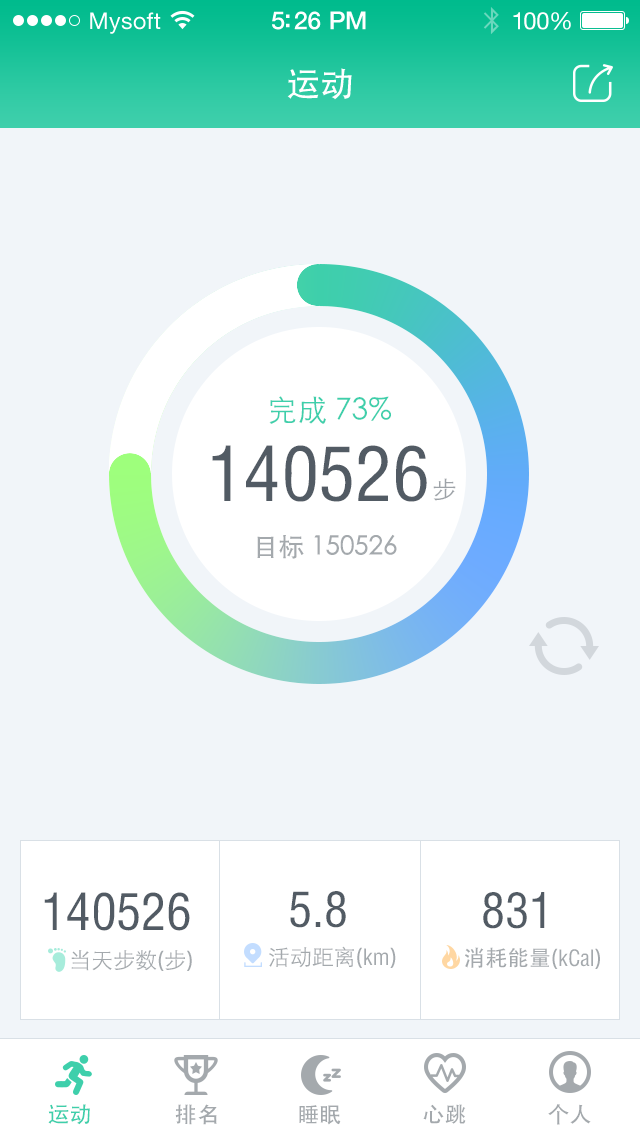 Mysoft 5:26 PM 100%
运动
完成 73%
140526步
目标 150526
140526 5.8 831
当天步数(步) 活动距离(km) 消耗能量(kCal)
zz
运动 排名 睡眠 心跳 个人